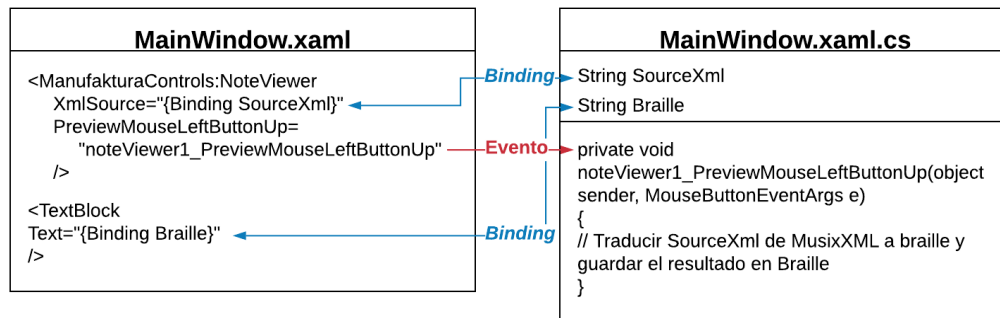 MainWindow.xaml
<ManufakturaControls:NoteViewer
XmlSource="{Binding SourceXml}"
PreviewMouseLeftButtonUp=
"noteViewer1_PreviewMouseLeftButtonUp"
/>
<TextBlock
Text="{Binding Braille}"
/>
Binding
Evento
Binding
MainWindow.xaml.cs
String SourceXml
String Braille
private void
noteViewer1_PreviewMouseLeftButtonUp(object
sender, MouseButtonEventArgs e)
{
// Traducir SourceXml de MusixXML a braille y
guardar el resultado en Braille
}